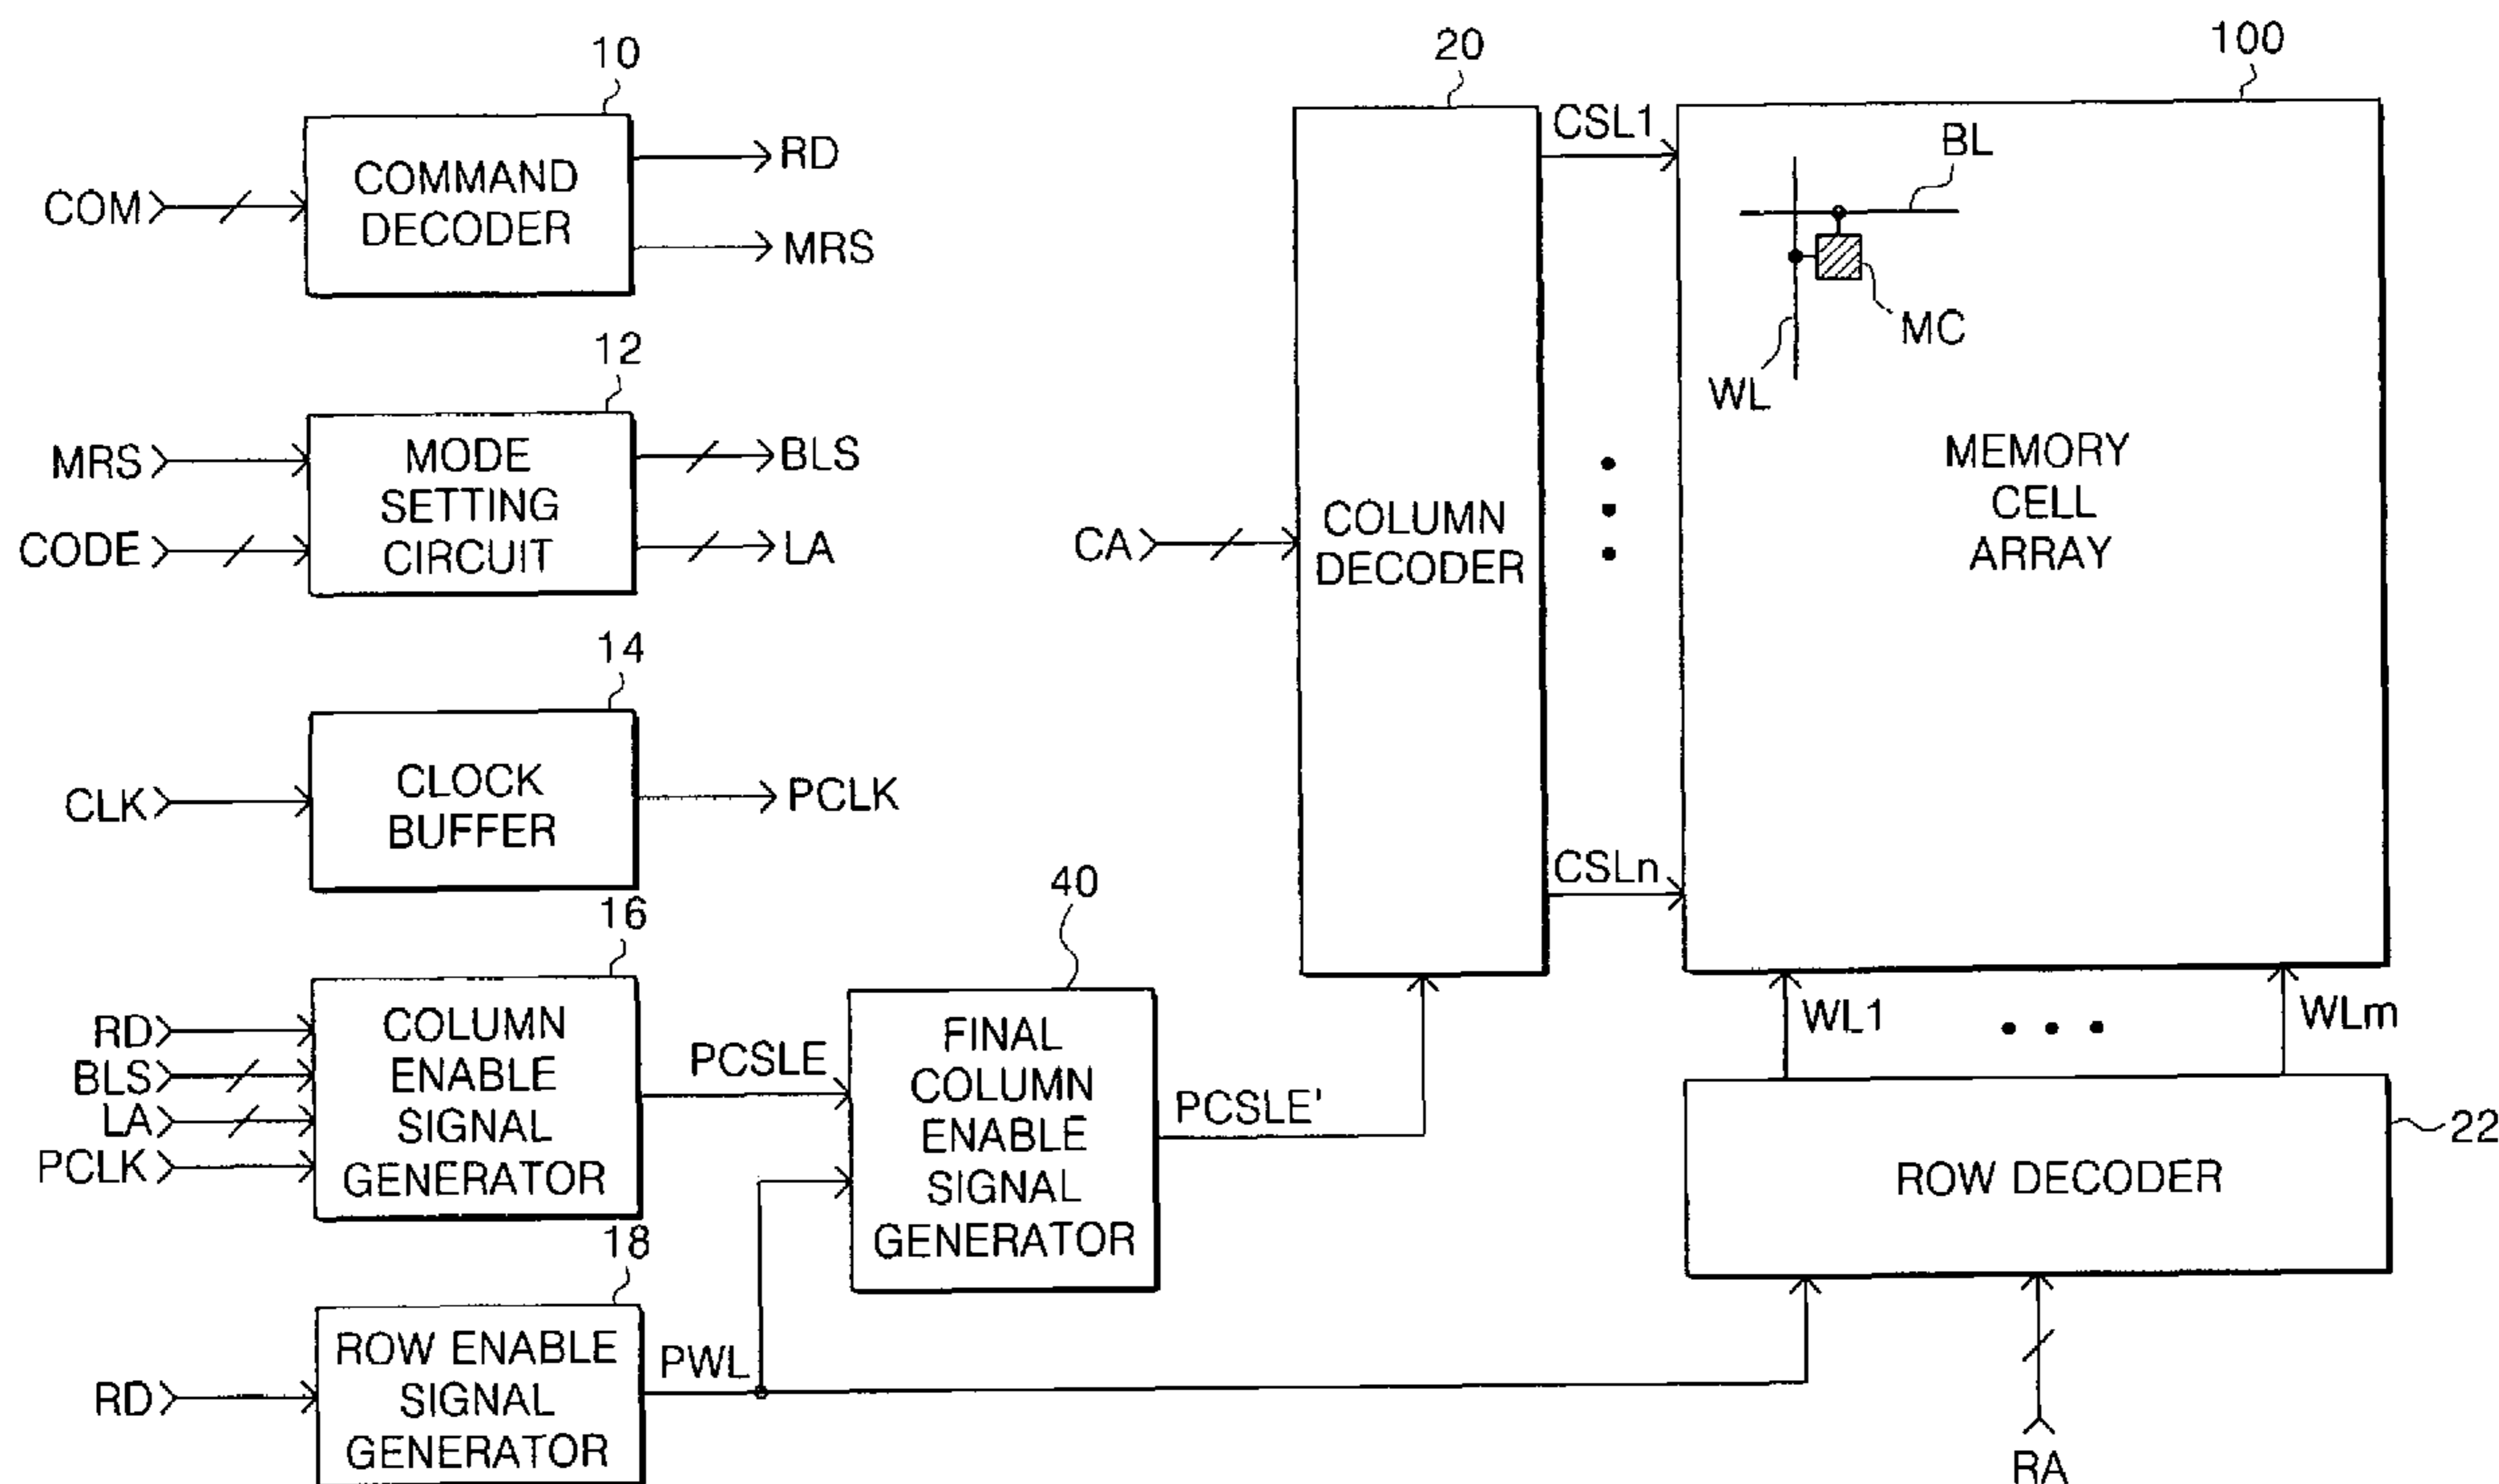 10
COM
COMMAND
DECODER
RD
MRS
12
MRS
CODE
MODE
SETTING
CIRCUIT
BLS
LA
14
CLK
CLOCK
BUFFER
PCLK
16
RD
BLS
LA
PCLK
COLUMN
ENABLE
SIGNAL
GENERATOR
PCSLE
18
RD
ROW ENABLE
SIGNAL
GENERATOR
PWL
40
FINAL
COLUMN
ENABLE
SIGNAL
GENERATOR
PCSLE'
20
CA
COLUMN
DECODER
CSL1
CSLn
100
BL
MC
WL
MEMORY
CELL
ARRAY
WL1
WLm
22
ROW DECODER
RA